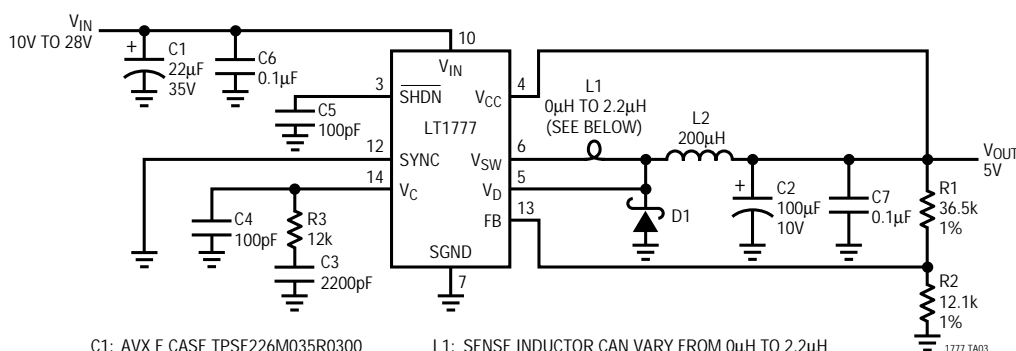 VIN
10V TO 28V
+
C1
22µF
35V
C6
0.1µF
10
VIN
3
SHDN
VCC
4
C5
100pF
LT1777
L1
0µH TO 2.2µH
(SEE BELOW)
L2
200µH
12
SYNC
VSW
6
14
VC
VD
5
FB
13
SGND
7
C4
100pF
R3
12k
C3
2200pF
D1
+
C2
100µF
10V
C7
0.1µF
VOUT
5V
R1
36.5k
1%
R2
12.1k
1%
1777 TA03
C1: AVX E CASE TPSE226M035R0300
L1: SENSE INDUCTOR CAN VARY FROM 0µH TO 2.2µH